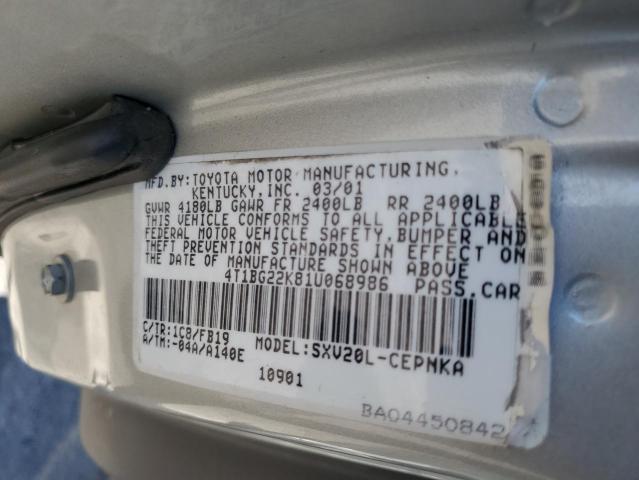 MFD.BY:TOYOTA MOTOR MANUFACTURING,
KENTUCKY,INC. 03/01
GVWR 4180LB GAWR FR 2400LB RR 2400LB
THIS VEHICLE CONFORMS TO ALL APPLICABLE
FEDERAL MOTOR VEHICLE SAFETY,BUMPER AND
THEFT PREVENTION STANDARDS IN EFFECT ON
THE DATE OF MANUFACTURE SHOWN ABOVE
4T1BG22K81U068986 PASS.CAR
C/TR:1C8/FB19
A/TM:-04A/A140E MODEL:SXV20L-CEPNKA
10901
BA04450842